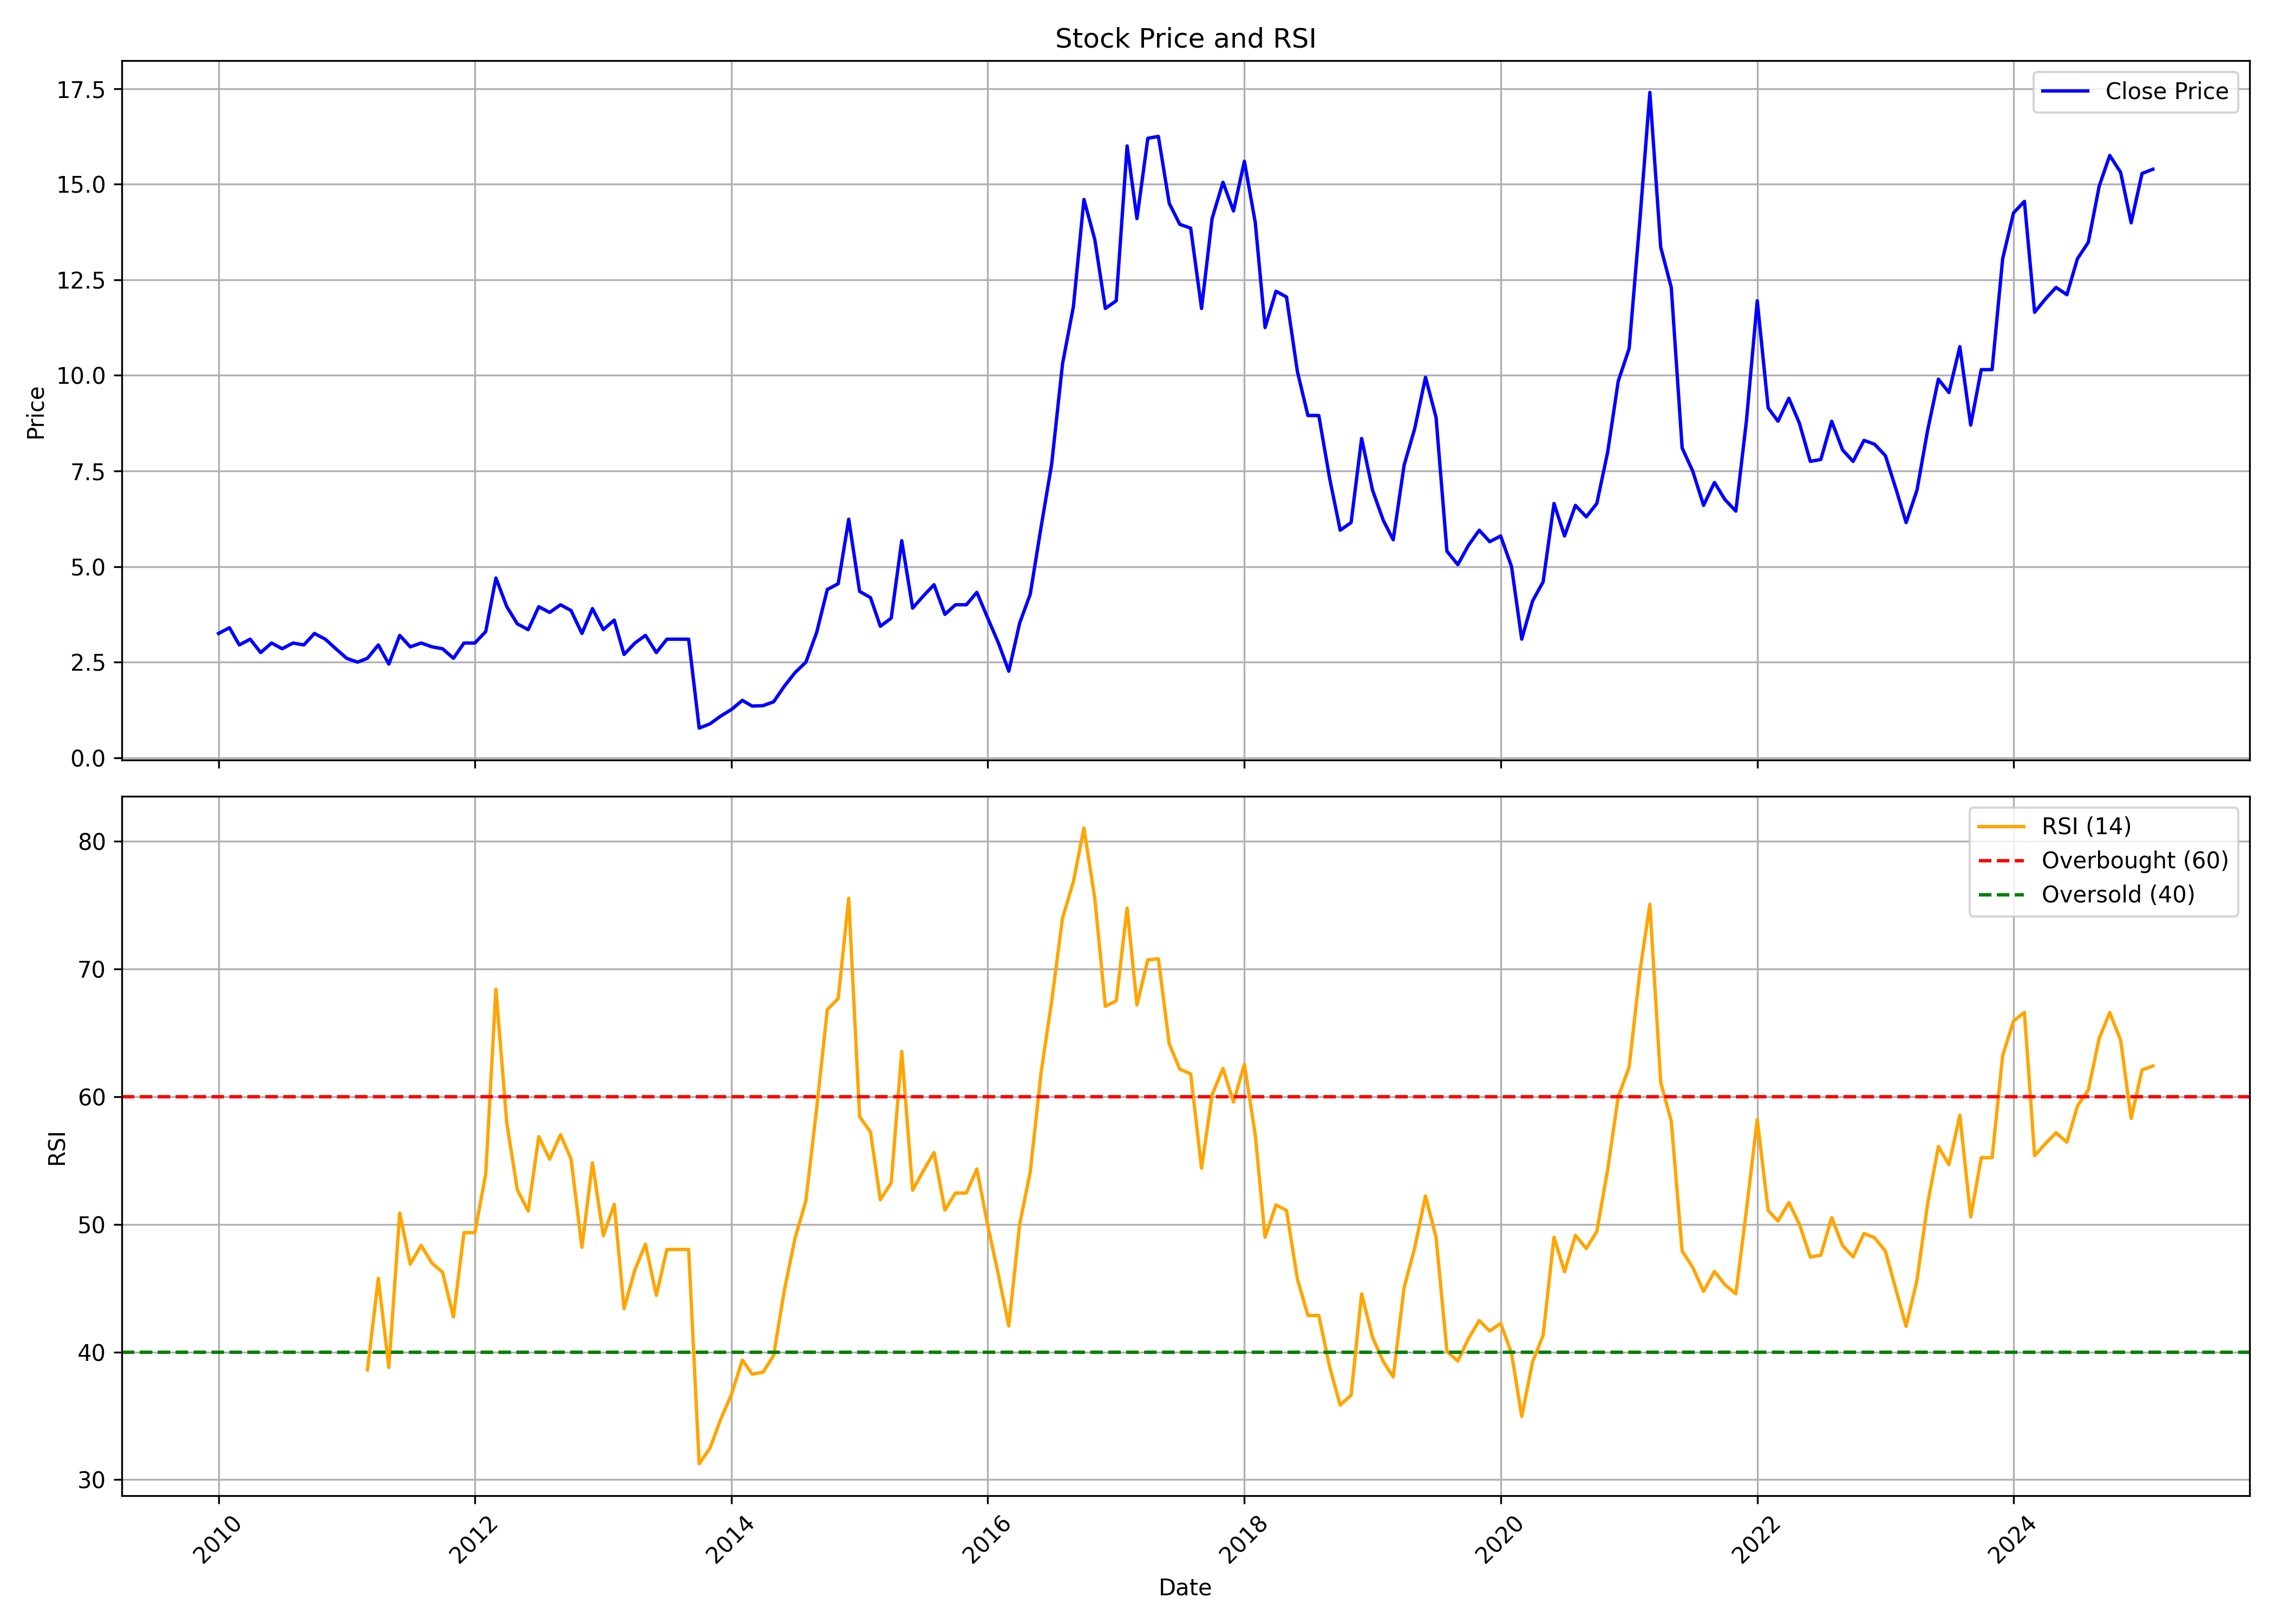 Stock Price and RSI
17.5
15.0
12.5
10.0
7.5
5.0
2.5
0.0
Price
Close Price
80
70
60
50
40
30
RSI
RSI (14)
Overbought (60)
Oversold (40)
2010
2012
2014
2016
2018
2020
2022
2024
Date